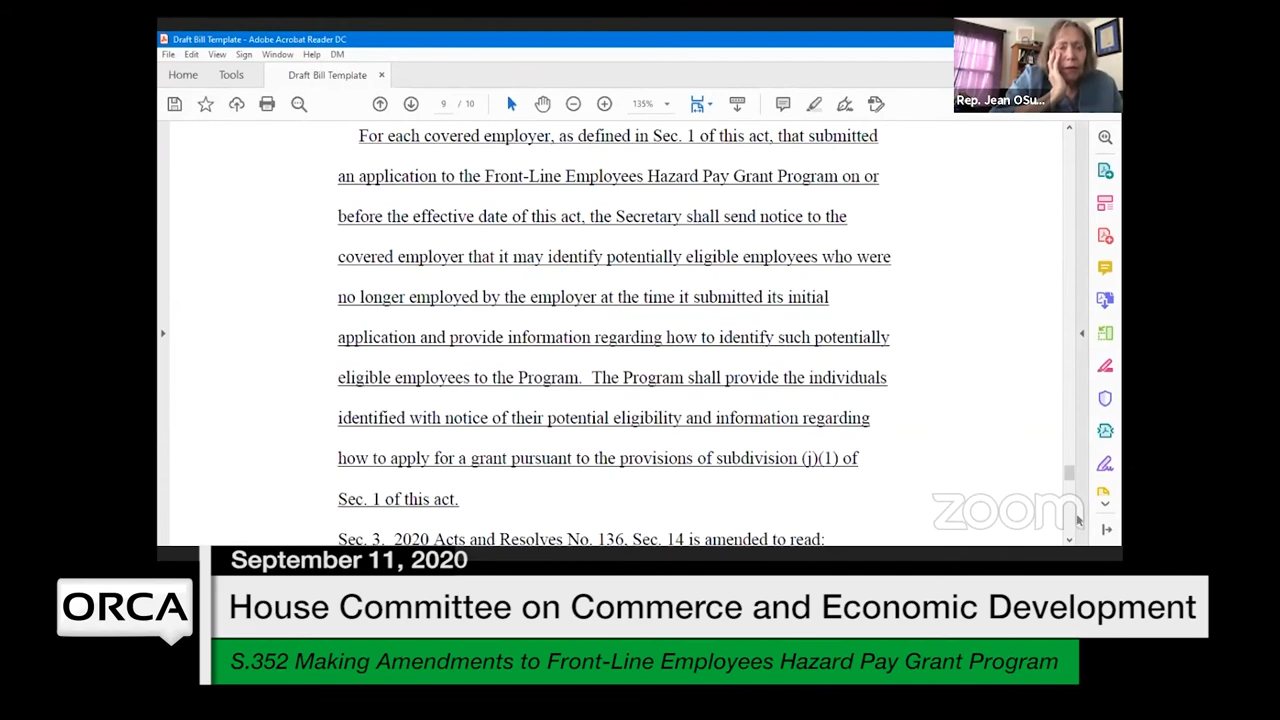 Draft Bill Template - Adobe Acrobat Reader DC
File Edit View Sign Window Help DM
Home Tools Draft Bill Template ×
9 / 10 135%
Rep. Jean OSu...
For each covered employer, as defined in Sec. 1 of this act, that submitted
an application to the Front-Line Employees Hazard Pay Grant Program on or
before the effective date of this act, the Secretary shall send notice to the
covered employer that it may identify potentially eligible employees who were
no longer employed by the employer at the time it submitted its initial
application and provide information regarding how to identify such potentially
eligible employees to the Program. The Program shall provide the individuals
identified with notice of their potential eligibility and information regarding
how to apply for a grant pursuant to the provisions of subdivision (j)(1) of
Sec. 1 of this act.
Sec. 3. 2020 Acts and Resolves No. 136, Sec. 14 is amended to read:
zoom
September 11, 2020
ORCA
House Committee on Commerce and Economic Development
S.352 Making Amendments to Front-Line Employees Hazard Pay Grant Program